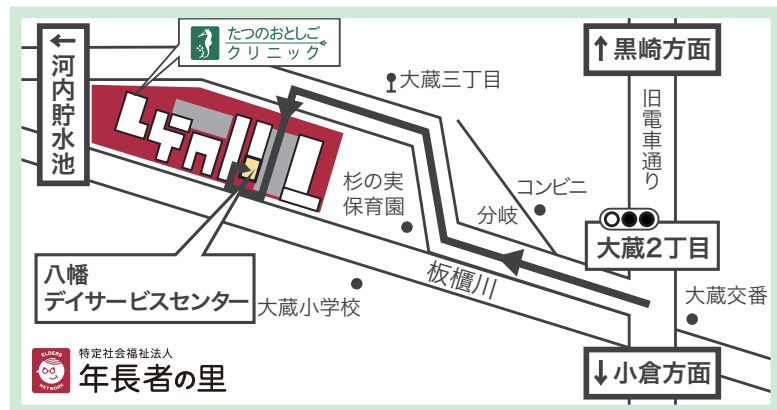 ←河内貯水池
たつのおとしご
クリニック
↑黒崎方面
大蔵三丁目
旧電車通り
コンビニ
杉の実
保育園
分岐
大蔵2丁目
八幡
デイサービスセンター
板櫃川
大蔵小学校
大蔵交番
ELDERS
NETWORK
特定社会福祉法人
年長者の里
↓小倉方面